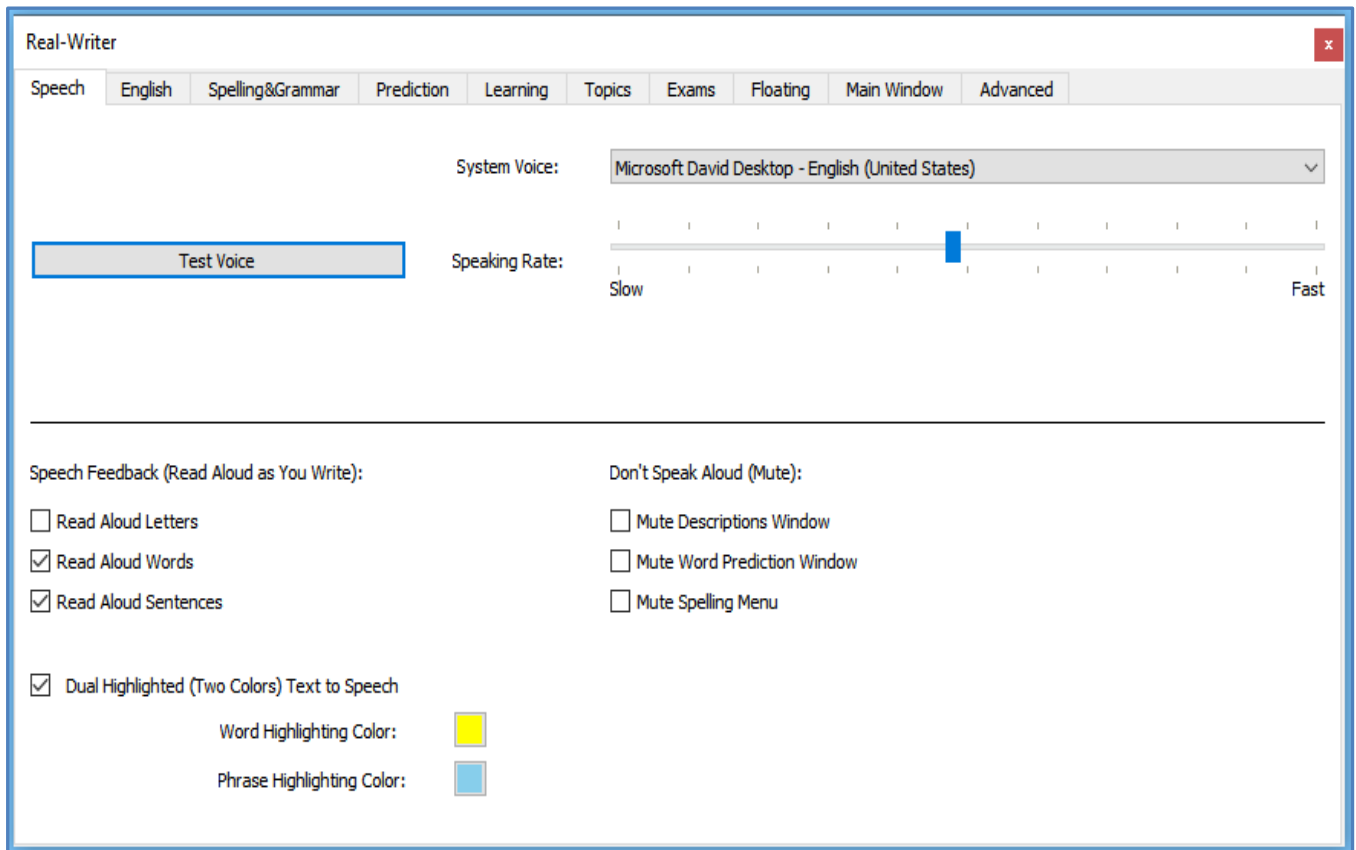 Real-Writer
x
Speech English Spelling&Grammar Prediction Learning Topics Exams Floating Main Window Advanced
System Voice: Microsoft David Desktop - English (United States)
Test Voice Speaking Rate:
Slow Fast
Speech Feedback (Read Aloud as You Write): Don't Speak Aloud (Mute):
Read Aloud Letters Mute Descriptions Window
Read Aloud Words Mute Word Prediction Window
Read Aloud Sentences Mute Spelling Menu
Dual Highlighted (Two Colors) Text to Speech
Word Highlighting Color:
Phrase Highlighting Color: